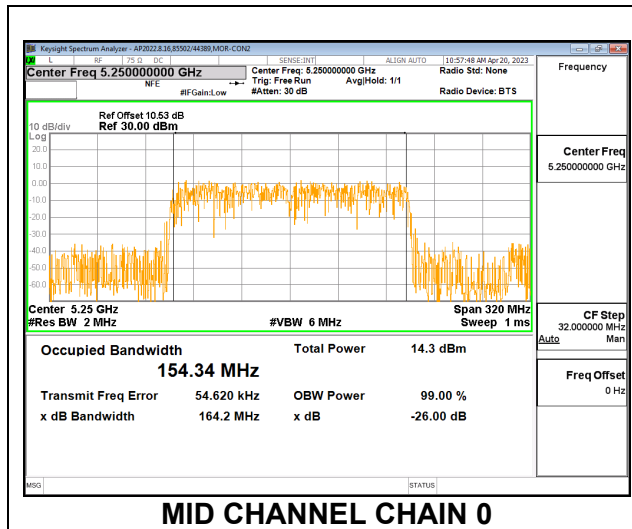 Keysight Spectrum Analyzer - AP2022.8.16,85502/44389,MOR-CON2
LXI L RF 75 Ω DC SENSE:INT ALIGN AUTO 10:57:48 AM Apr 20, 2023
Center Freq 5.250000000 GHz Center Freq: 5.250000000 GHz Radio Std: None
NFE Trig: Free Run Avg|Hold: 1/1
#IFGain:Low #Atten: 30 dB Radio Device: BTS
Frequency
Ref Offset 10.53 dB
10 dB/div Ref 30.00 dBm
Log
20.0
10.0
0.00
-10.0
-20.0
-30.0
-40.0
-50.0
-60.0
Center Freq
5.250000000 GHz
Center 5.25 GHz Span 320 MHz
#Res BW 2 MHz #VBW 6 MHz Sweep 1 ms
CF Step
32.000000 MHz
Auto Man
Occupied Bandwidth Total Power 14.3 dBm
154.34 MHz
Transmit Freq Error 54.620 kHz OBW Power 99.00 %
x dB Bandwidth 164.2 MHz x dB -26.00 dB
Freq Offset
0 Hz
MSG STATUS
MID CHANNEL CHAIN 0